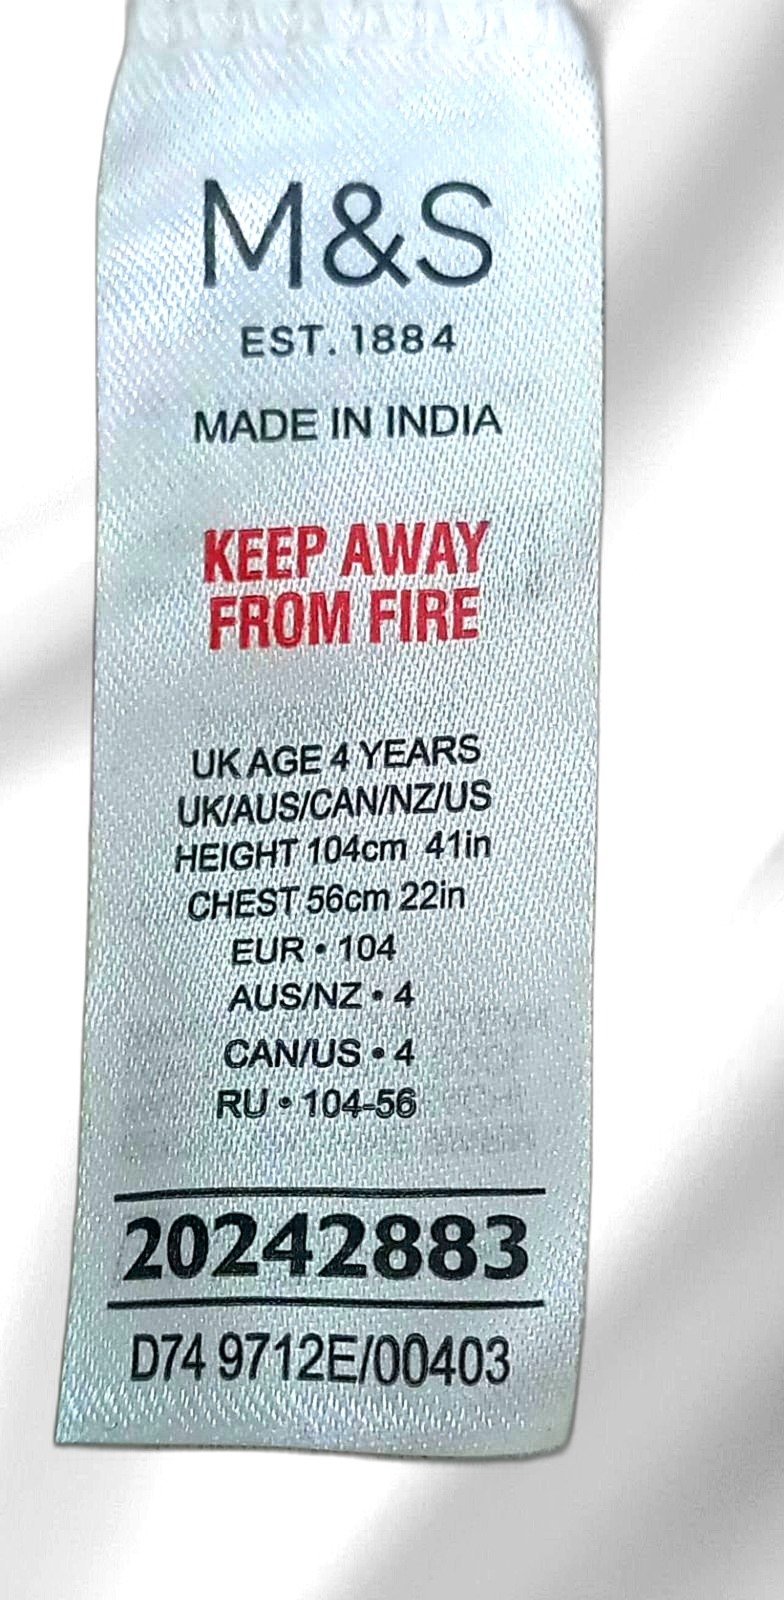 M&S
EST. 1884
MADE IN INDIA
KEEP AWAY
FROM FIRE
UK AGE 4 YEARS
UK/AUS/CAN/NZ/US
HEIGHT 104cm 41in
CHEST 56cm 22in
EUR • 104
AUS/NZ • 4
CAN/US • 4
RU • 104-56
20242883
D74 9712E/00403